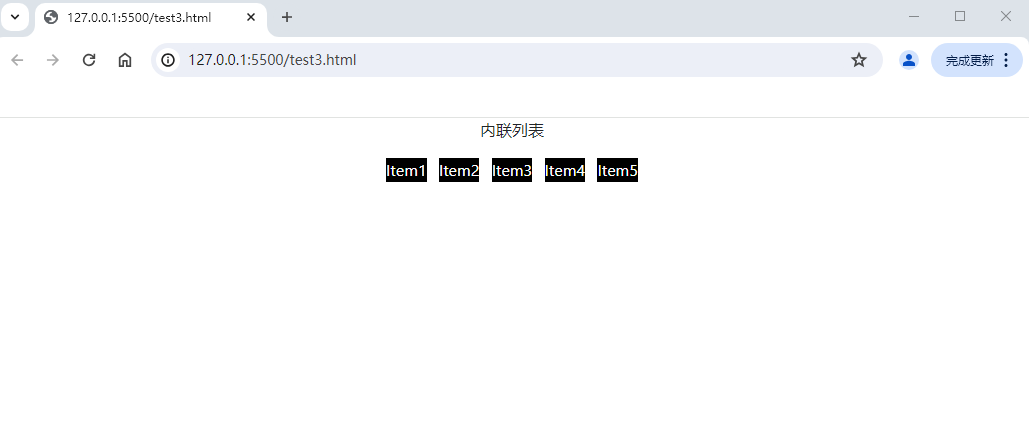 127.0.0.1:5500/test3.html
127.0.0.1:5500/test3.html
完成更新
内联列表
Item1 Item2 Item3 Item4 Item5